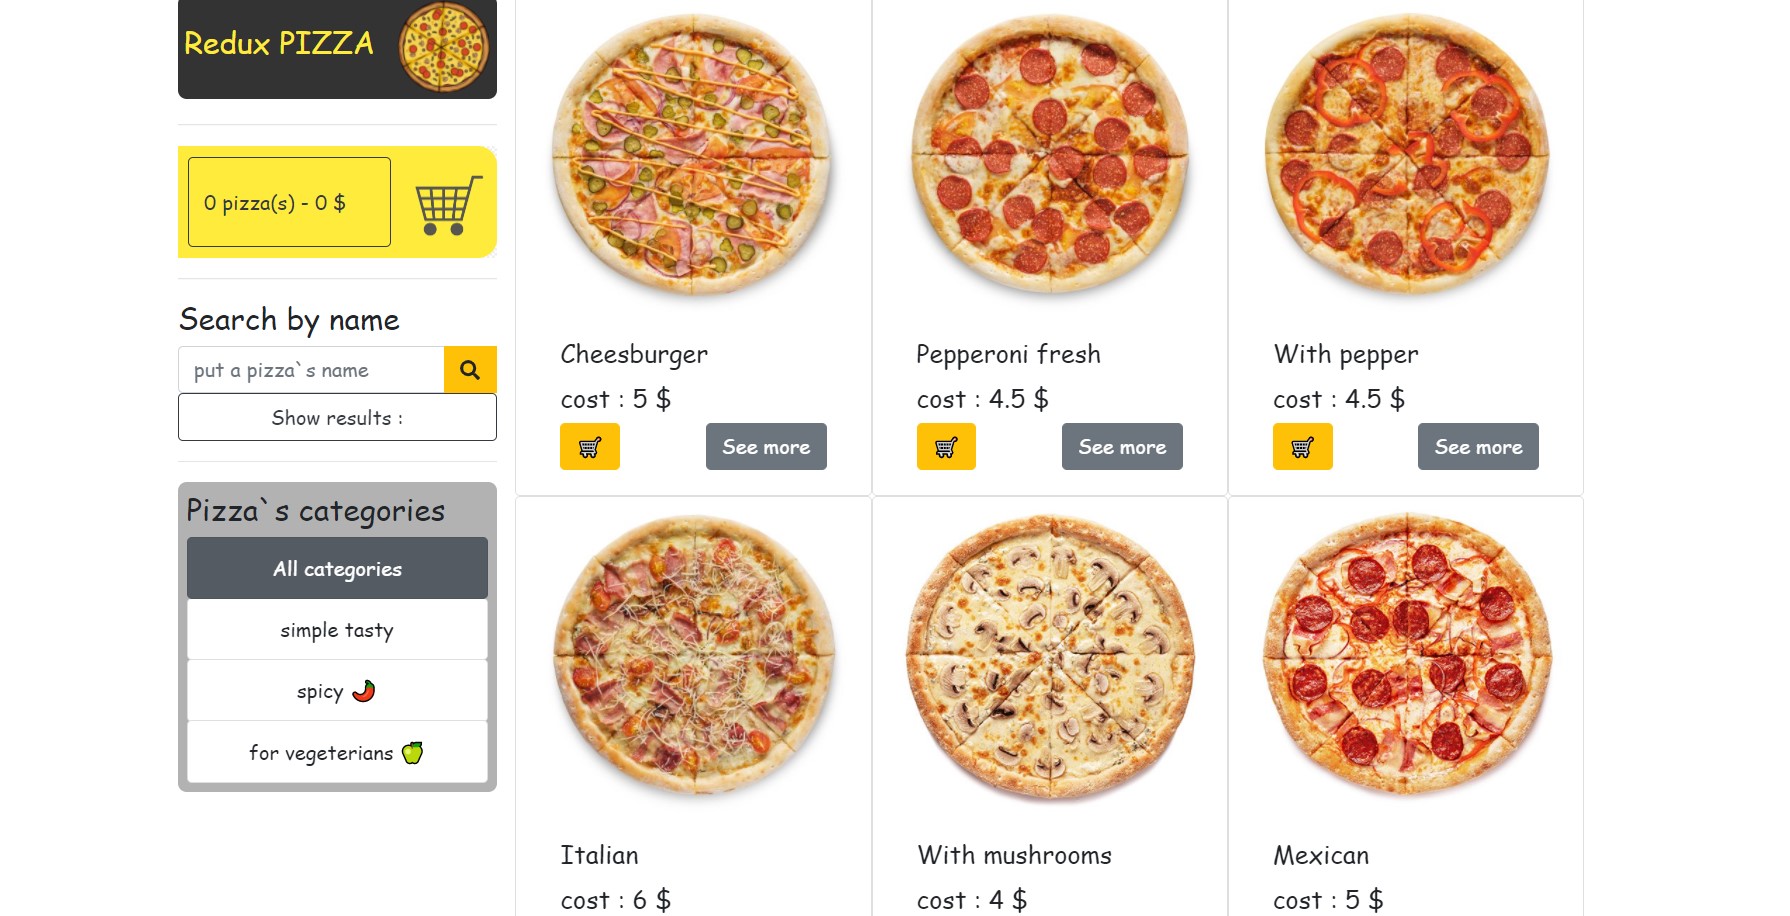 Redux PIZZA
0 pizza(s) - 0 $
Search by name
put a pizza`s name
Show results :
Pizza`s categories
All categories
simple tasty
spicy 🌶
for vegeterians 🍏
Cheesburger
cost : 5 $
See more
Pepperoni fresh
cost : 4.5 $
See more
With pepper
cost : 4.5 $
See more
Italian
cost : 6 $
With mushrooms
cost : 4 $
Mexican
cost : 5 $